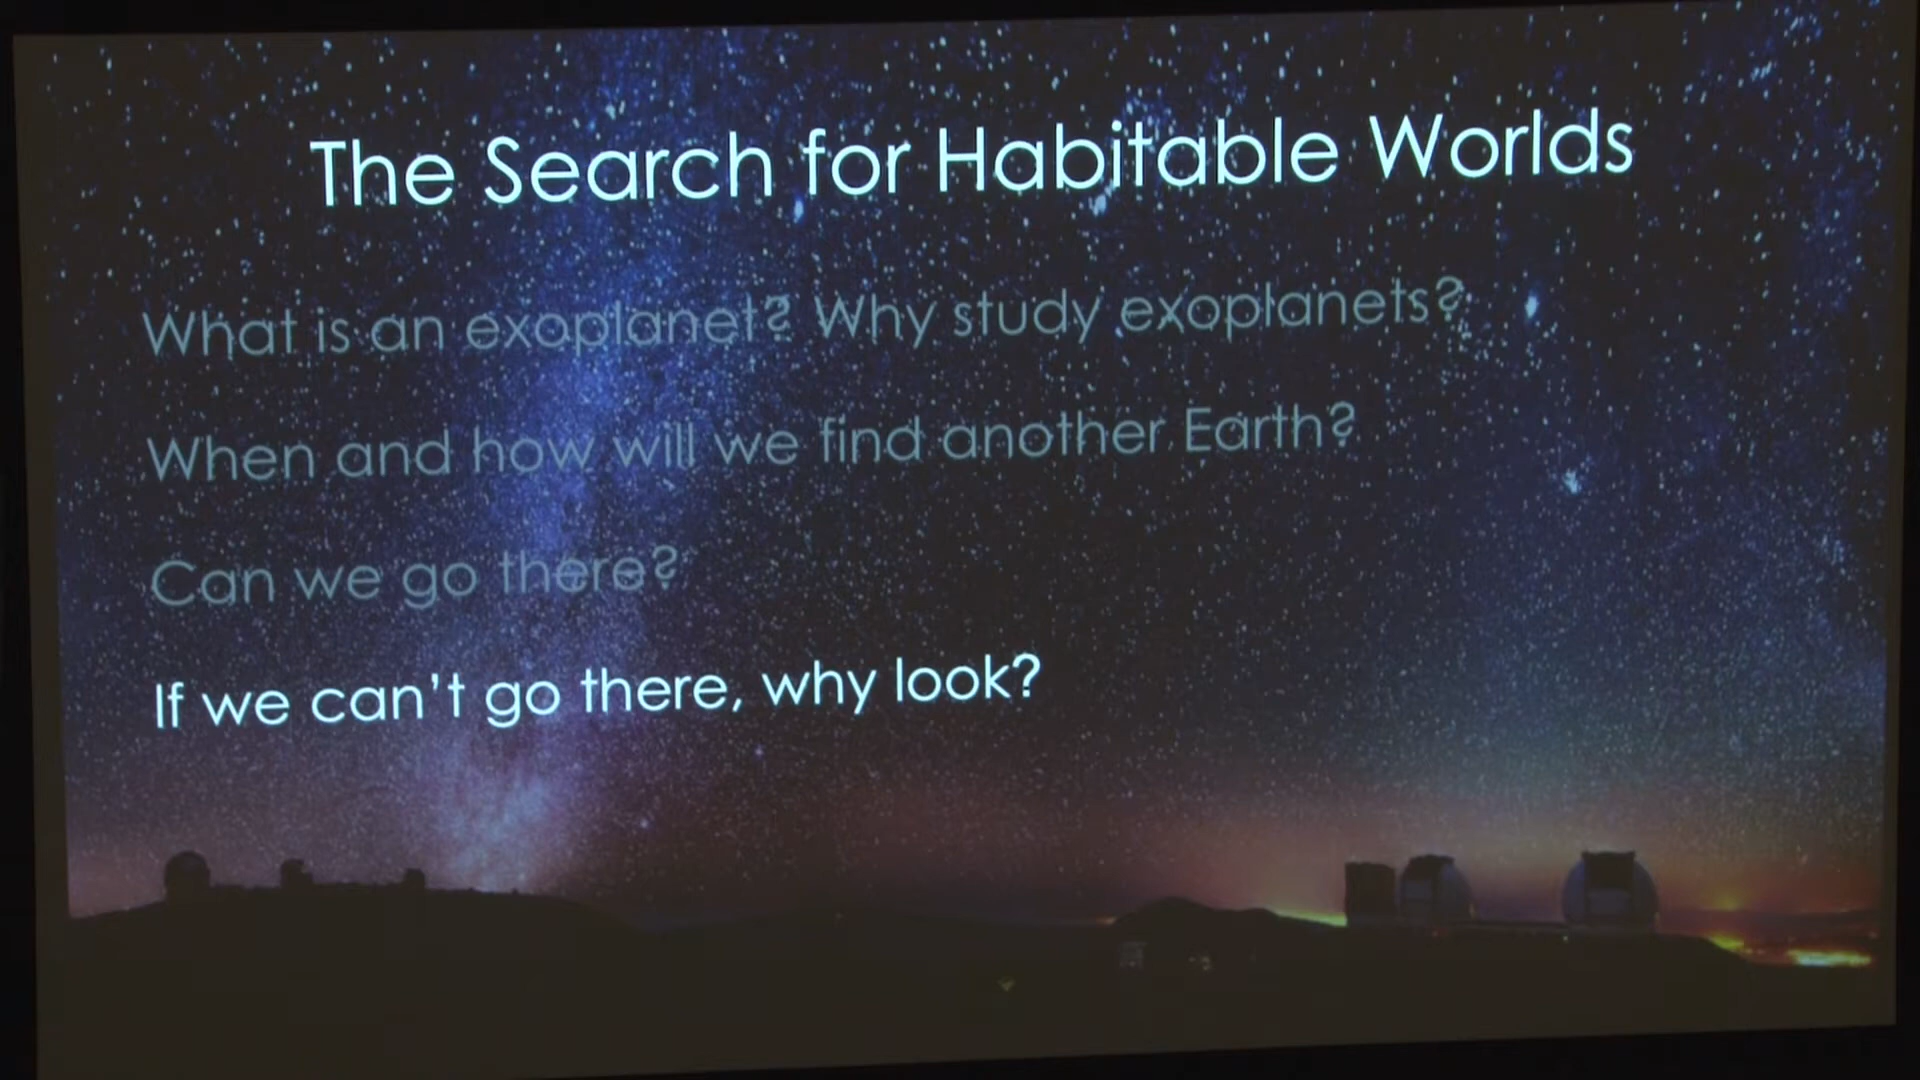 The Search for Habitable Worlds
What is an exoplanet? Why study exoplanets?
When and how will we find another Earth?
Can we go there?
If we can't go there, why look?